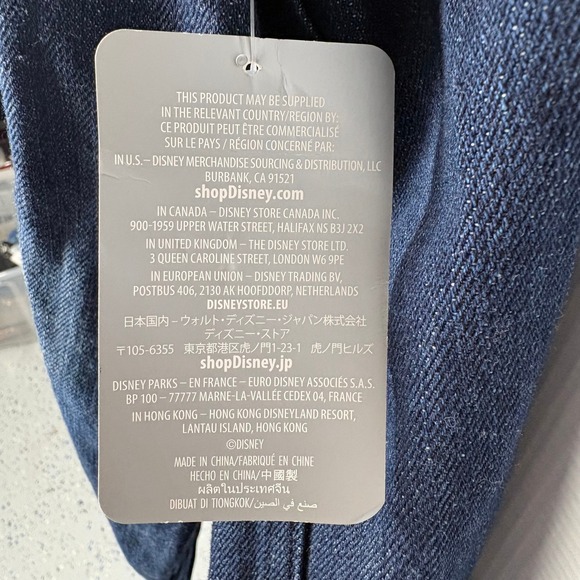 THIS PRODUCT MAY BE SUPPLIED
IN THE RELEVANT COUNTRY/REGION BY:
CE PRODUIT PEUT ÊTRE COMMERCIALISÉ
SUR LE PAYS / RÉGION CONCERNÉ PAR:
IN U.S.– DISNEY MERCHANDISE SOURCING & DISTRIBUTION, LLC
BURBANK, CA 91521
shopDisney.com
IN CANADA – DISNEY STORE CANADA INC.
900-1959 UPPER WATER STREET, HALIFAX NS B3J 2X2
IN UNITED KINGDOM – THE DISNEY STORE LTD.
3 QUEEN CAROLINE STREET, LONDON W6 9PE
IN EUROPEAN UNION – DISNEY TRADING BV,
POSTBUS 406, 2130 AK HOOFDDORP, NETHERLANDS
DISNEYSTORE.EU
日本国内 – ウォルト・ディズニー・ジャパン株式会社
ディズニー・ストア
〒105-6355 東京都港区虎ノ門1-23-1 虎ノ門ヒルズ
shopDisney.jp
DISNEY PARKS – EN FRANCE – EURO DISNEY ASSOCIÉS S.A.S.
BP 100 – 77777 MARNE-LA-VALLÉE CEDEX 04, FRANCE
IN HONG KONG – HONG KONG DISNEYLAND RESORT,
LANTAU ISLAND, HONG KONG
©DISNEY
MADE IN CHINA/FABRIQUÉ EN CHINE
HECHO EN CHINA/中國製
ผลิตในประเทศจีน
DIBUAT DI TIONGKOK/صنع في الصين